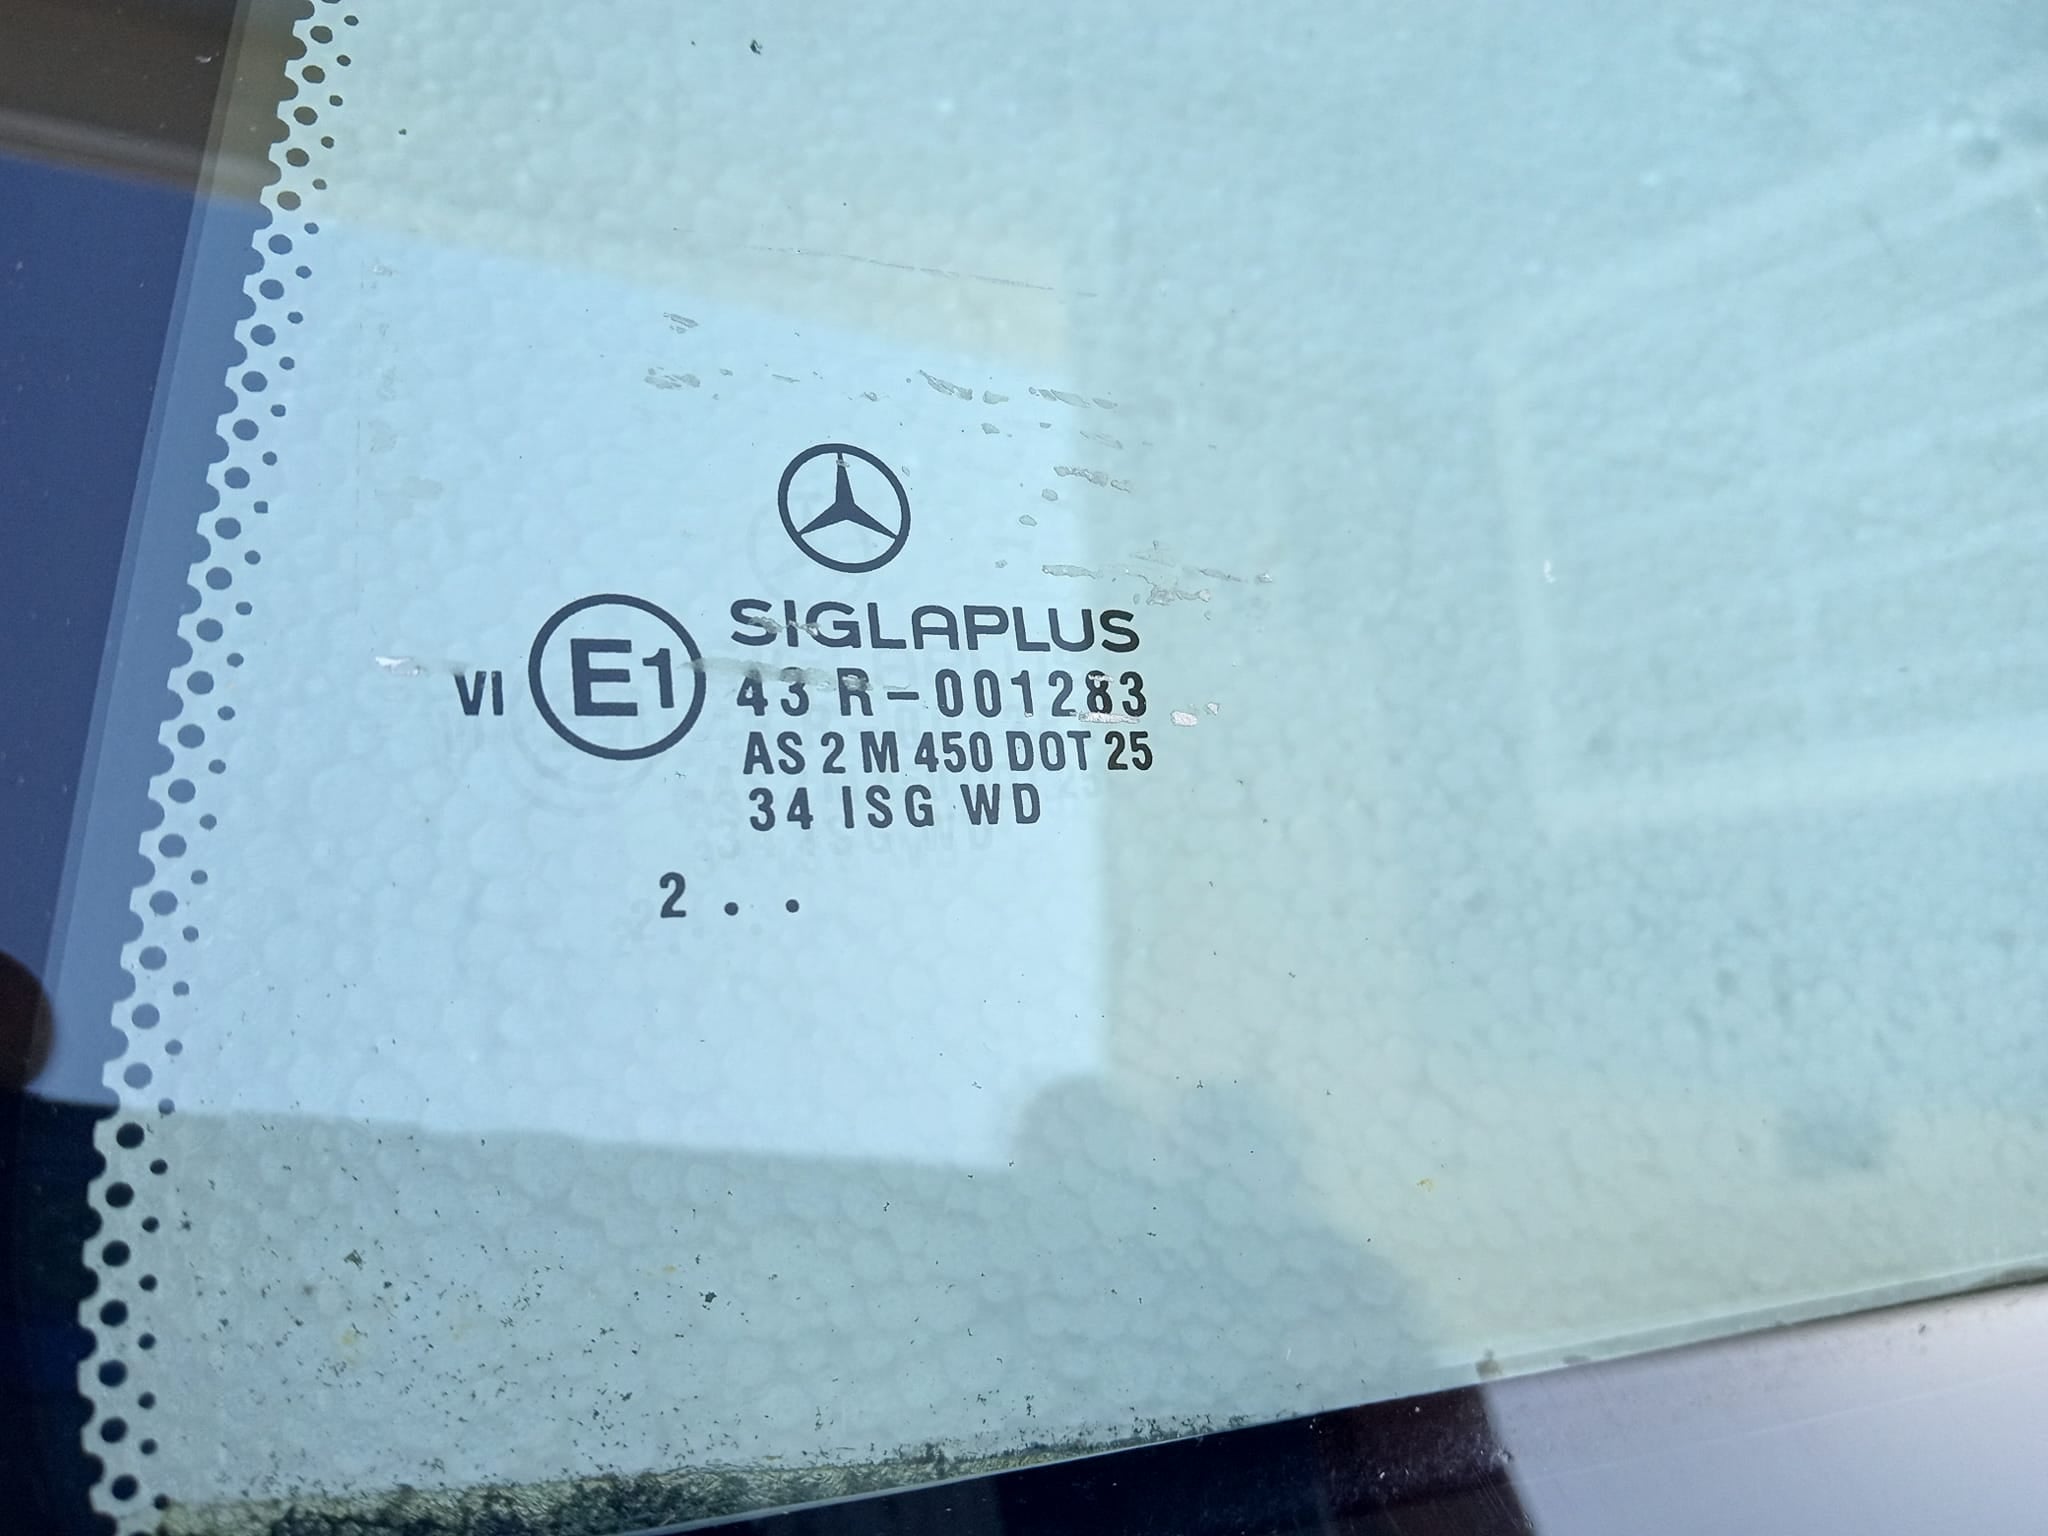 SIGLAPLUS
VI E1 43 R-001283
AS 2 M 450 DOT 25
34 ISG WD
2 . .